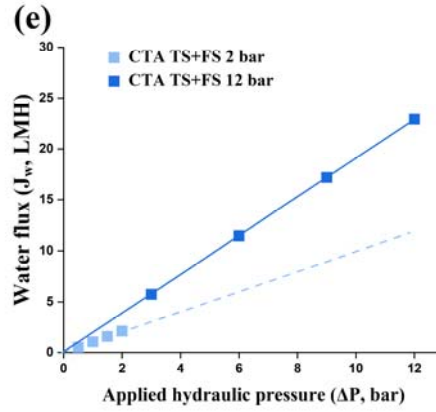 (e)
30
CTA TS+FS 2 bar
CTA TS+FS 12 bar
25
20
15
10
5
0
0 2 4 6 8 10 12
Water flux (J_w, LMH)
Applied hydraulic pressure (ΔP, bar)